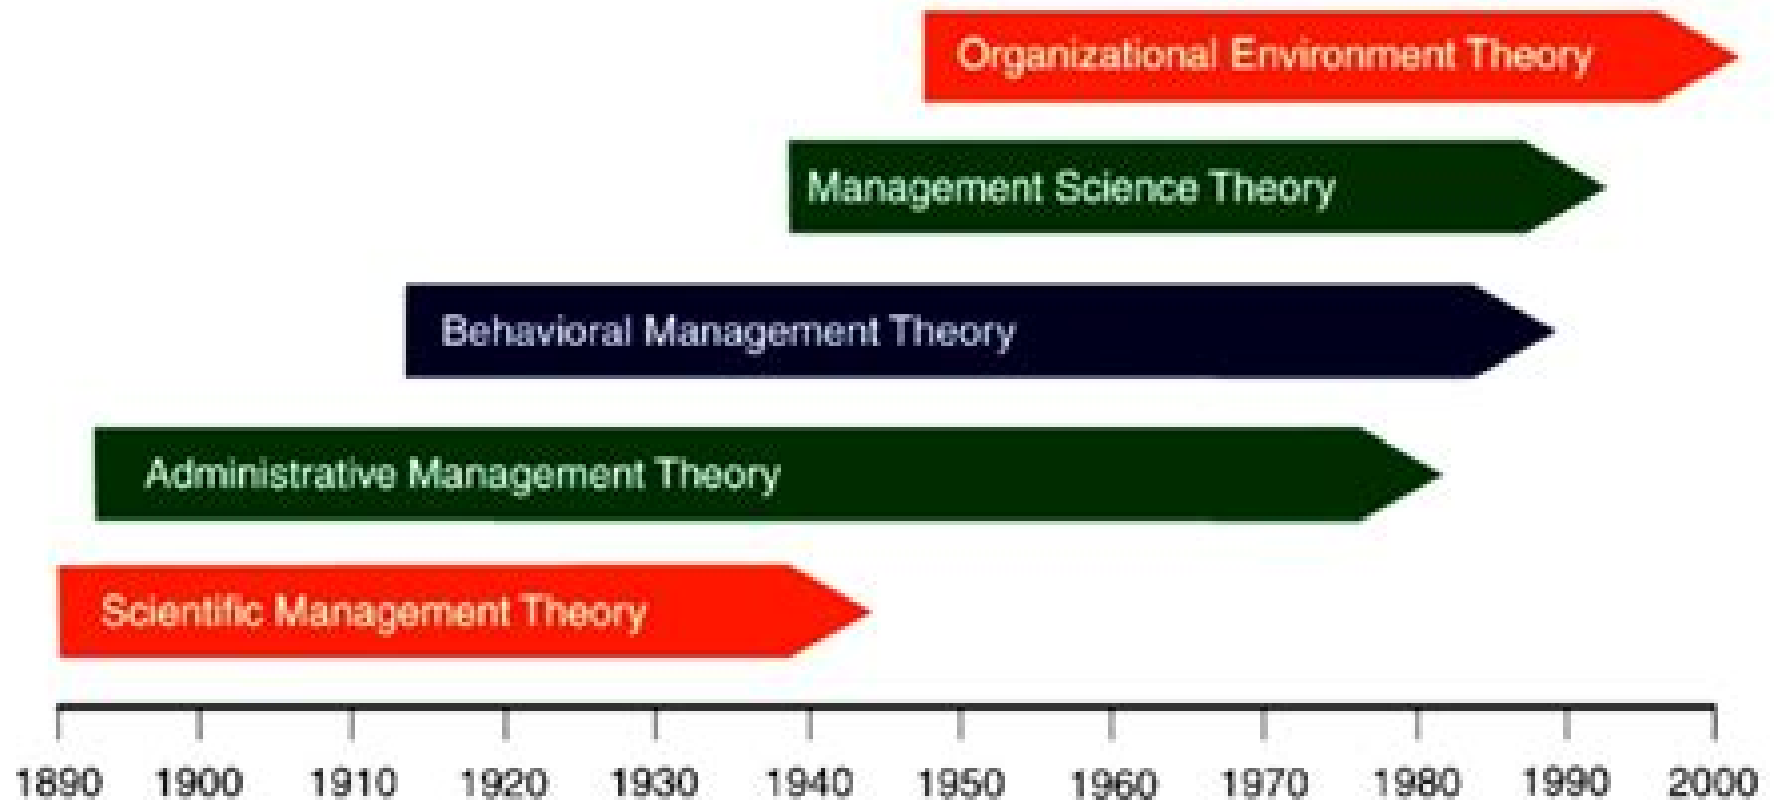 Organizational Environment Theory
Management Science Theory
Behavioral Management Theory
Administrative Management Theory
Scientific Management Theory
1890 1900 1910 1920 1930 1940 1950 1960 1970 1980 1990 2000